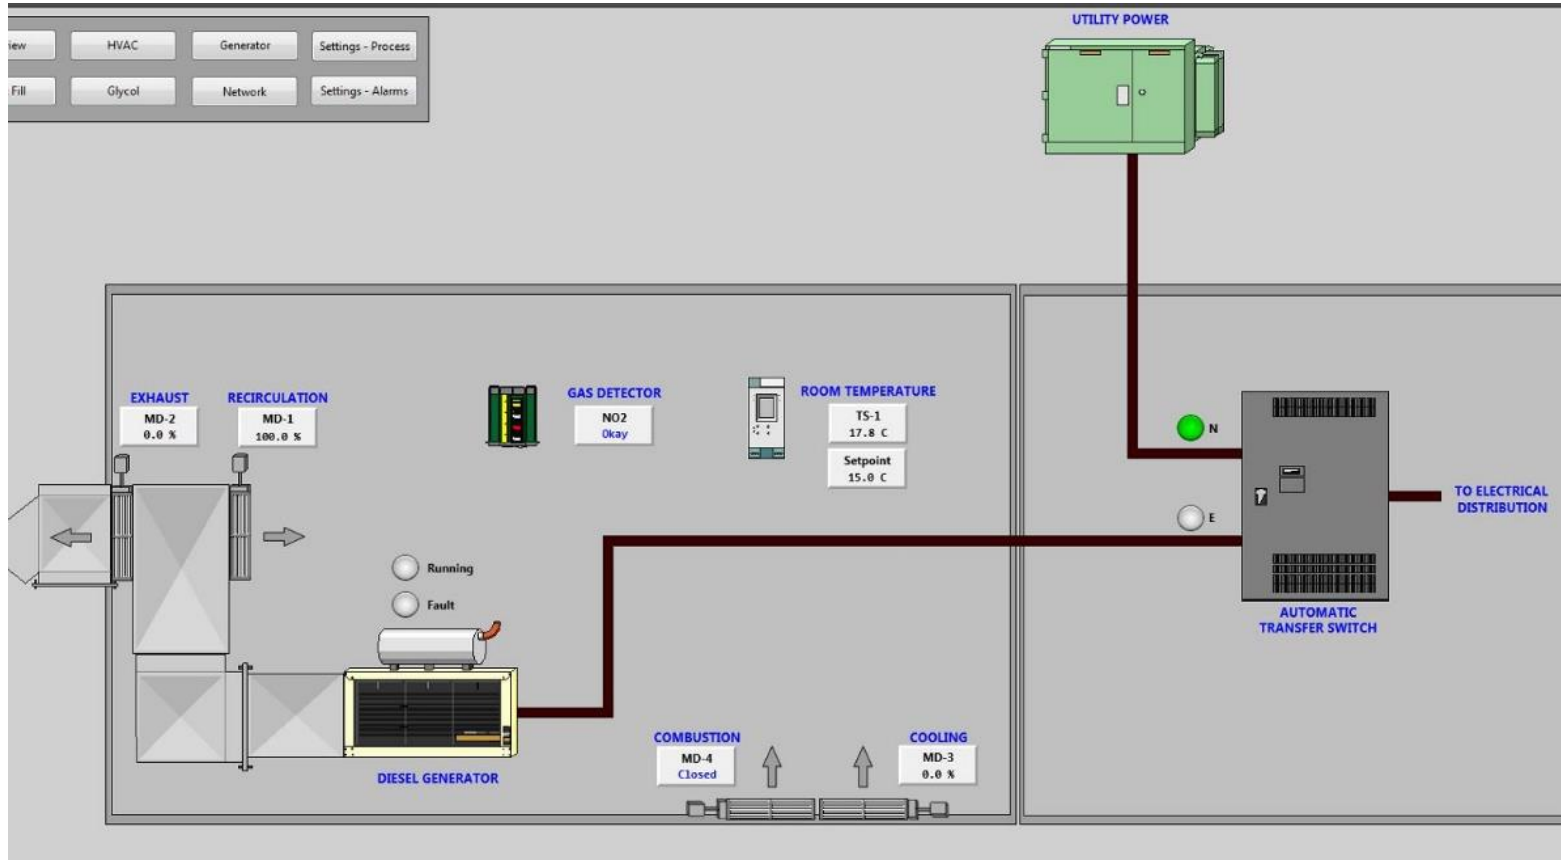 iew
HVAC
Generator
Settings - Process
Fill
Glycol
Network
Settings - Alarms
UTILITY POWER
EXHAUST
MD-2
0.0 %
RECIRCULATION
MD-1
100.0 %
GAS DETECTOR
NO2
Okay
ROOM TEMPERATURE
TS-1
17.8 C
Setpoint
15.0 C
N
E
TO ELECTRICAL
DISTRIBUTION
AUTOMATIC
TRANSFER SWITCH
Running
Fault
DIESEL GENERATOR
COMBUSTION
MD-4
Closed
COOLING
MD-3
0.0 %